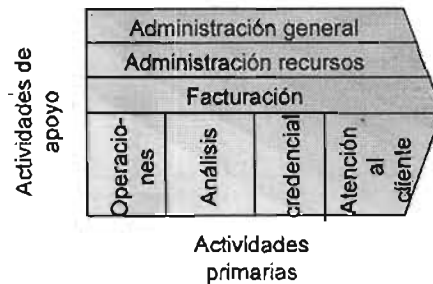 Actividades de
apoyo
Administración general
Administración recursos
Facturación
Operacio-
nes
Análisis
credencial
Atención
al
cliente
Actividades
primarias